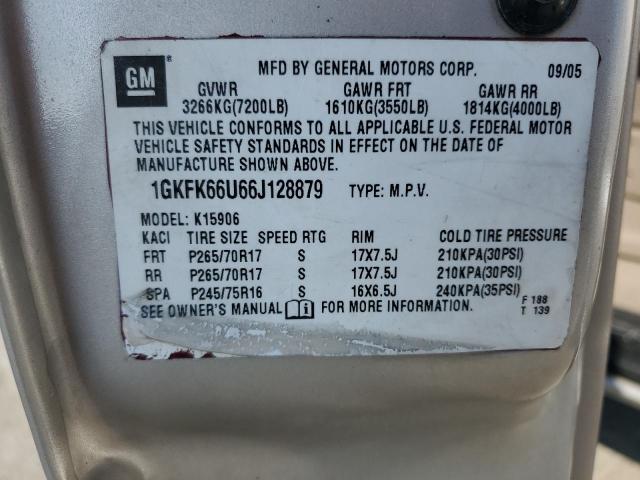 GM ® MFD BY GENERAL MOTORS CORP. 09/05
GVWR GAWR FRT GAWR RR
3266KG(7200LB) 1610KG(3550LB) 1814KG(4000LB)
THIS VEHICLE CONFORMS TO ALL APPLICABLE U.S. FEDERAL MOTOR
VEHICLE SAFETY STANDARDS IN EFFECT ON THE DATE OF
MANUFACTURE SHOWN ABOVE.
1GKFK66U66J128879 TYPE: M.P.V.
MODEL: K15906
KACI TIRE SIZE SPEED RTG RIM COLD TIRE PRESSURE
FRT P265/70R17 S 17X7.5J 210KPA(30PSI)
RR P265/70R17 S 17X7.5J 210KPA(30PSI)
SPA P245/75R16 S 16X6.5J 240KPA(35PSI)
SEE OWNER'S MANUAL i FOR MORE INFORMATION.
F 188
T 139